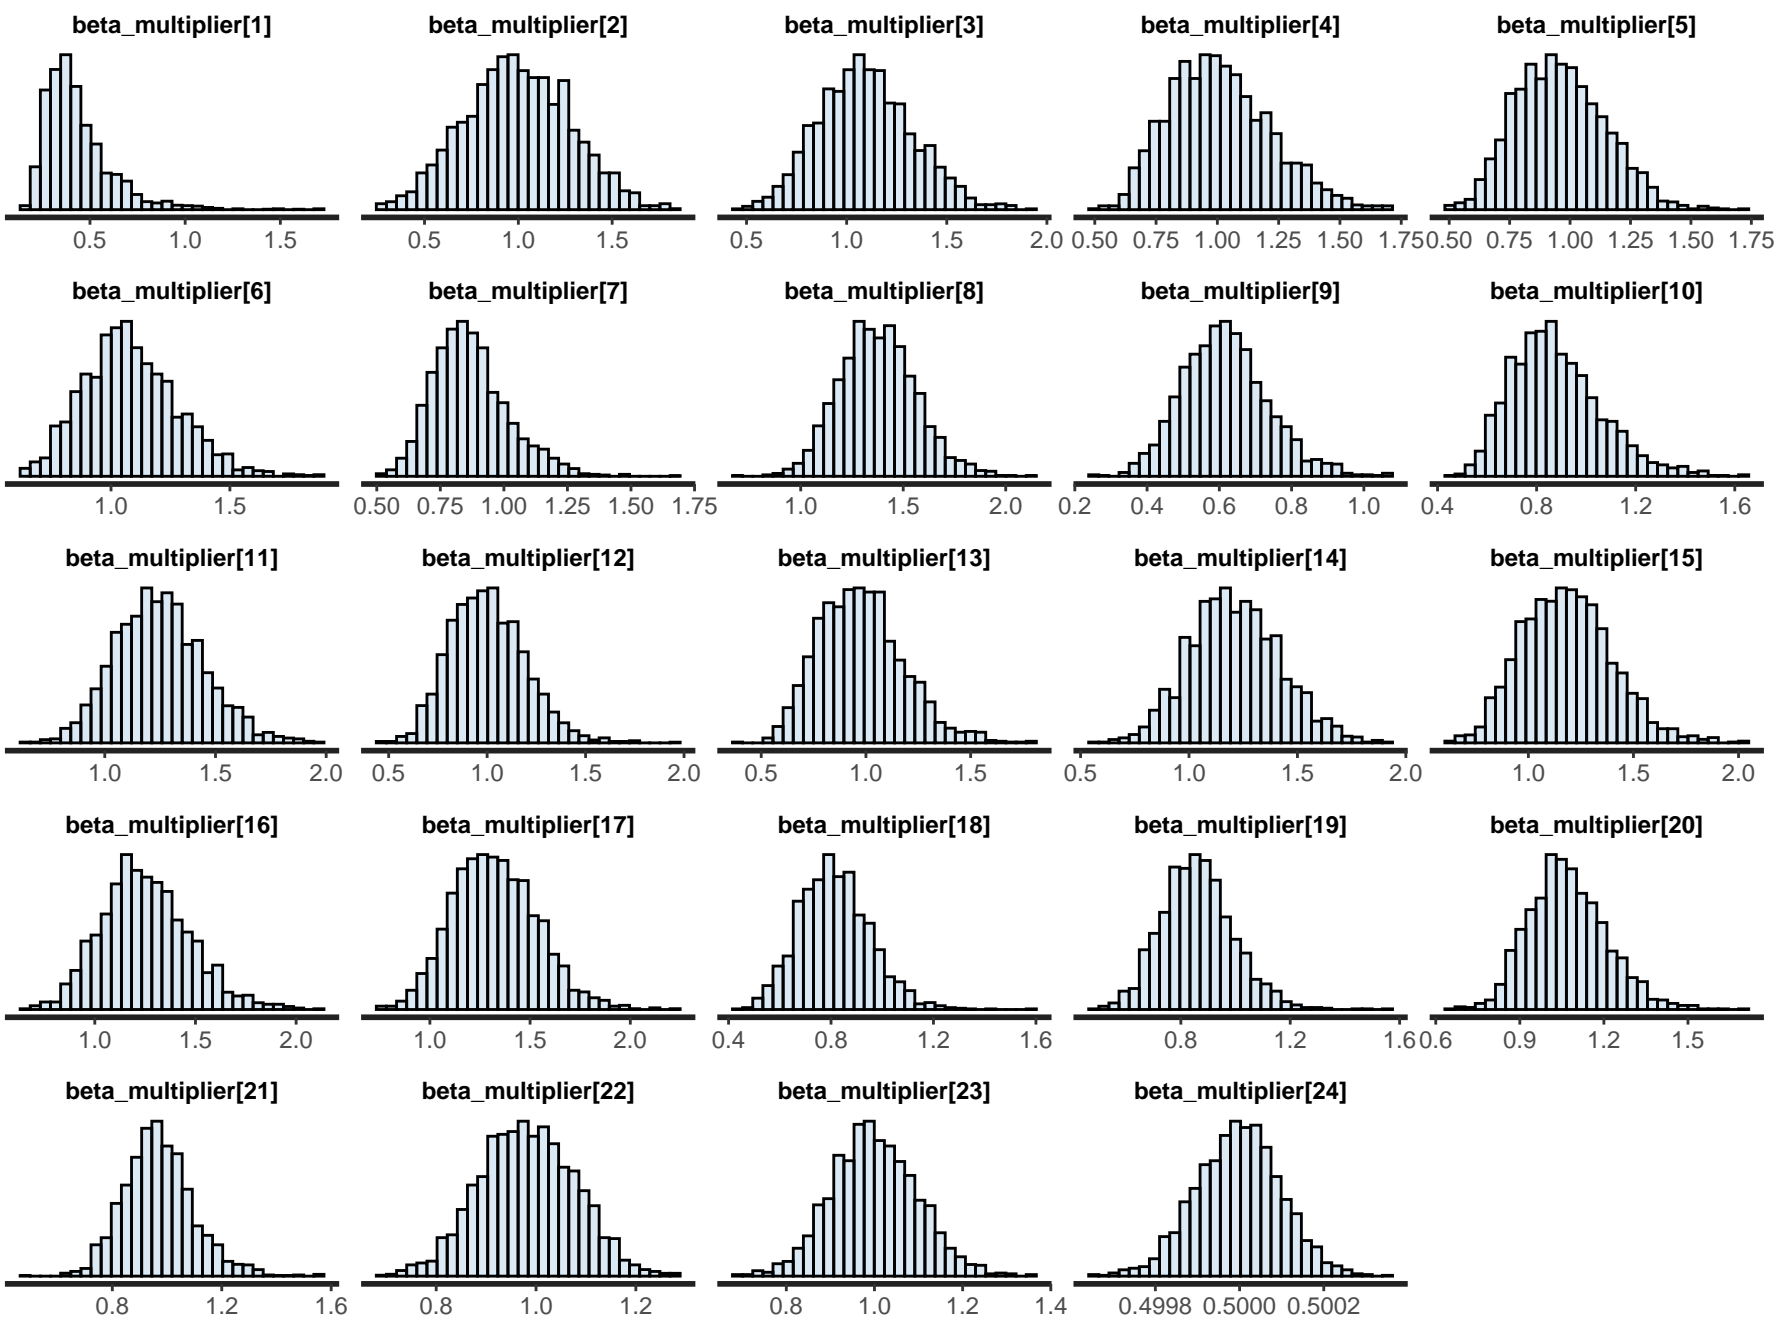 beta_multiplier[1] beta_multiplier[2] beta_multiplier[3] beta_multiplier[4] beta_multiplier[5]
0.5 1.0 1.5 0.5 1.0 1.5 0.5 1.0 1.5 2.0 0.50 0.75 1.00 1.25 1.50 1.75 0.50 0.75 1.00 1.25 1.50 1.75
beta_multiplier[6] beta_multiplier[7] beta_multiplier[8] beta_multiplier[9] beta_multiplier[10]
1.0 1.5 0.50 0.75 1.00 1.25 1.50 1.75 1.0 1.5 2.0 0.2 0.4 0.6 0.8 1.0 0.4 0.8 1.2 1.6
beta_multiplier[11] beta_multiplier[12] beta_multiplier[13] beta_multiplier[14] beta_multiplier[15]
1.0 1.5 2.0 0.5 1.0 1.5 2.0 0.5 1.0 1.5 0.5 1.0 1.5 2.0 1.0 1.5 2.0
beta_multiplier[16] beta_multiplier[17] beta_multiplier[18] beta_multiplier[19] beta_multiplier[20]
1.0 1.5 2.0 1.0 1.5 2.0 0.4 0.8 1.2 1.6 0.8 1.2 1.6 0.6 0.9 1.2 1.5
beta_multiplier[21] beta_multiplier[22] beta_multiplier[23] beta_multiplier[24]
0.8 1.2 1.6 0.8 1.0 1.2 0.8 1.0 1.2 1.4 0.4998 0.5000 0.5002